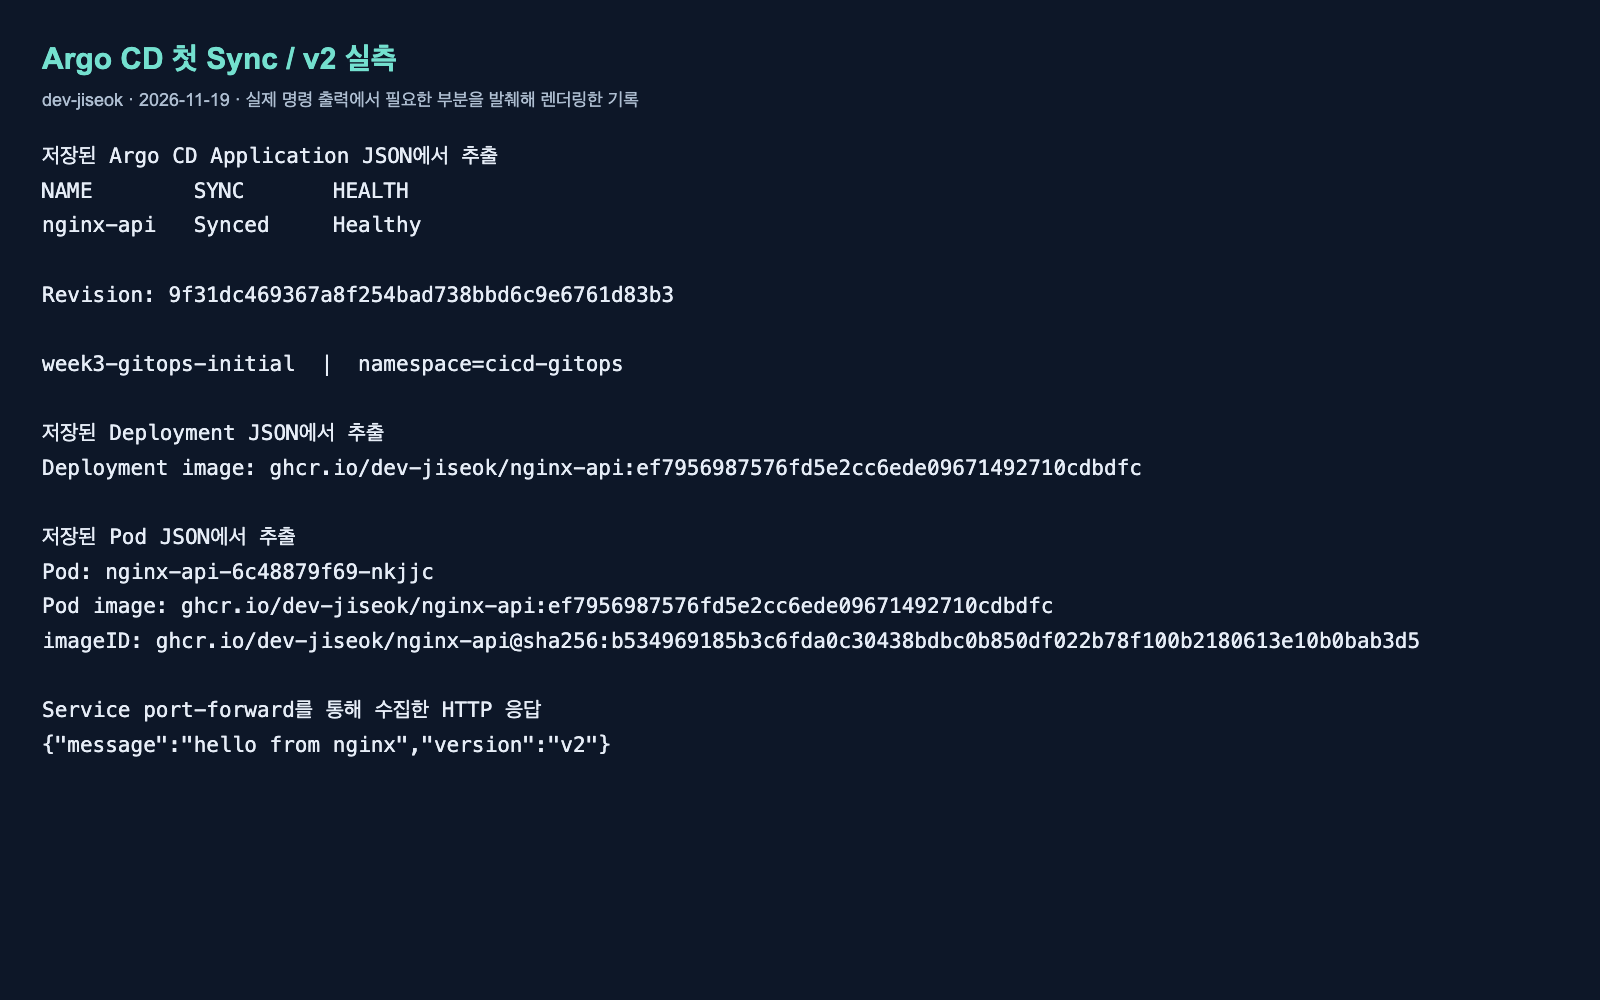 Argo CD 첫 Sync / v2 실측
dev-jiseok · 2026-11-19 · 실제 명령 출력에서 필요한 부분을 발췌해 렌더링한 기록
저장된 Argo CD Application JSON에서 추출
NAME SYNC HEALTH
nginx-api Synced Healthy
Revision: 9f31dc469367a8f254bad738bbd6c9e6761d83b3
week3-gitops-initial | namespace=cicd-gitops
저장된 Deployment JSON에서 추출
Deployment image: ghcr.io/dev-jiseok/nginx-api:ef7956987576fd5e2cc6ede09671492710cdbdfc
저장된 Pod JSON에서 추출
Pod: nginx-api-6c48879f69-nkjjc
Pod image: ghcr.io/dev-jiseok/nginx-api:ef7956987576fd5e2cc6ede09671492710cdbdfc
imageID: ghcr.io/dev-jiseok/nginx-api@sha256:b534969185b3c6fda0c30438bdbc0b850df022b78f100b2180613e10b0bab3d5
Service port-forward를 통해 수집한 HTTP 응답
{"message":"hello from nginx","version":"v2"}